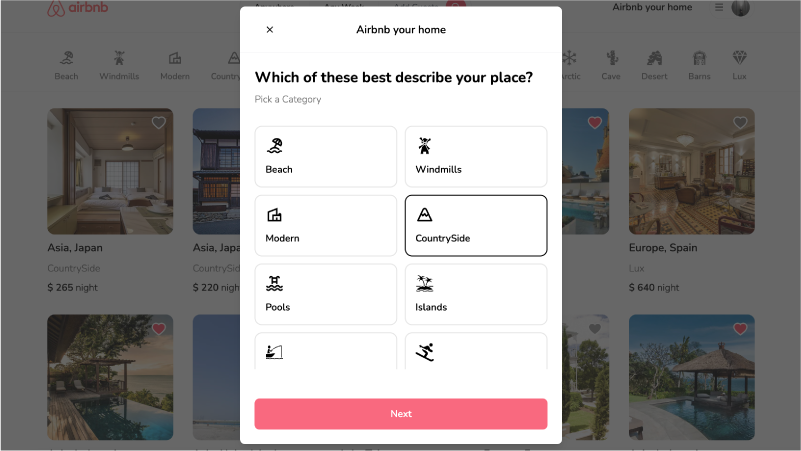 airbnb
Anywhere Any Week Add Guests
Airbnb your home
Airbnb your home
Beach Windmills Modern Country
Arctic Cave Desert Barns Lux
Which of these best describe your place?
Pick a Category
Beach
Windmills
Modern
CountrySide
Pools
Islands
Next
Asia, Japan
CountrySide
$ 265 night
Asia, Japa
CountrySid
$ 220 nigh
Europe, Spain
Lux
$ 640 night